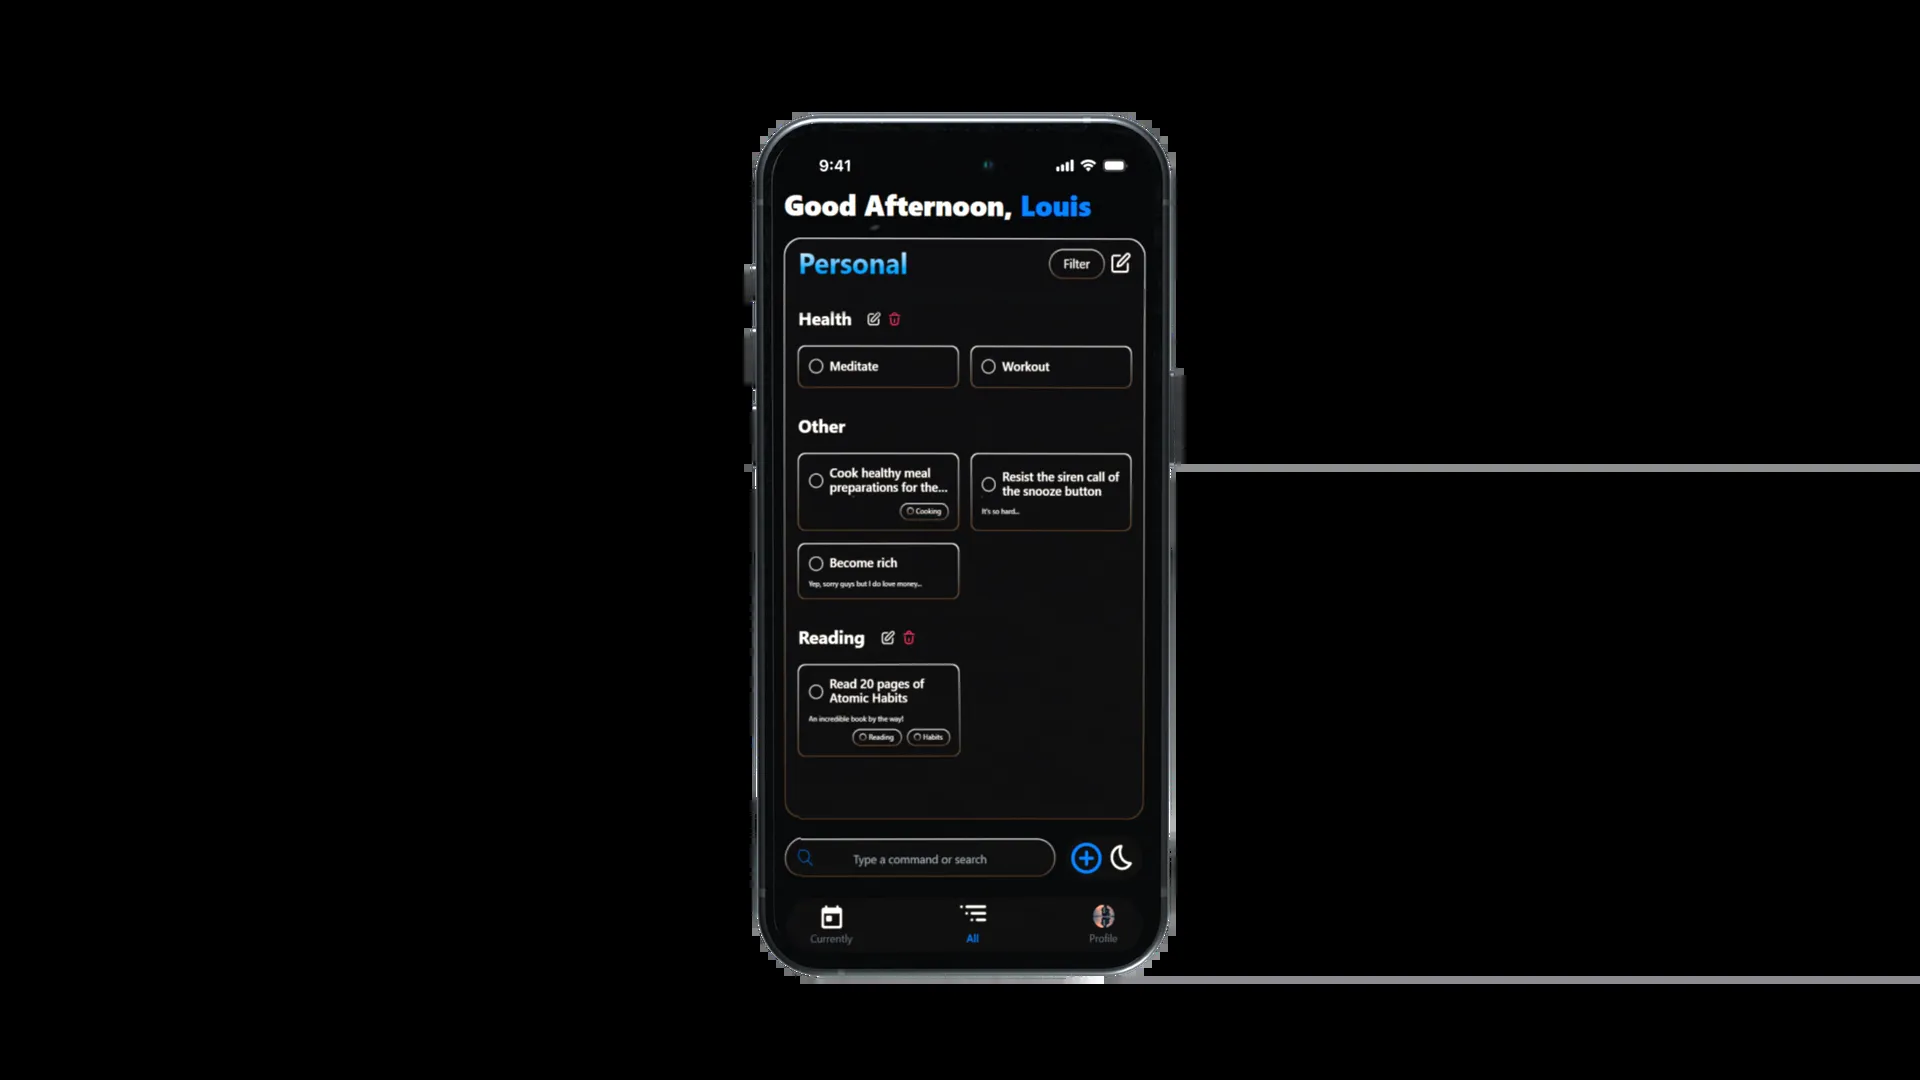 9:41
Good Afternoon, Louis
Personal
Filter
Health
Meditate
Workout
Other
Cook healthy meal
preparations for the...
Cooking
Resist the siren call of
the snooze button
It's so hard...
Become rich
Yep, sorry guys but I do love money...
Reading
Read 20 pages of
Atomic Habits
An incredible book by the way!
Reading
Habits
Type a command or search
Currently
All
Profile